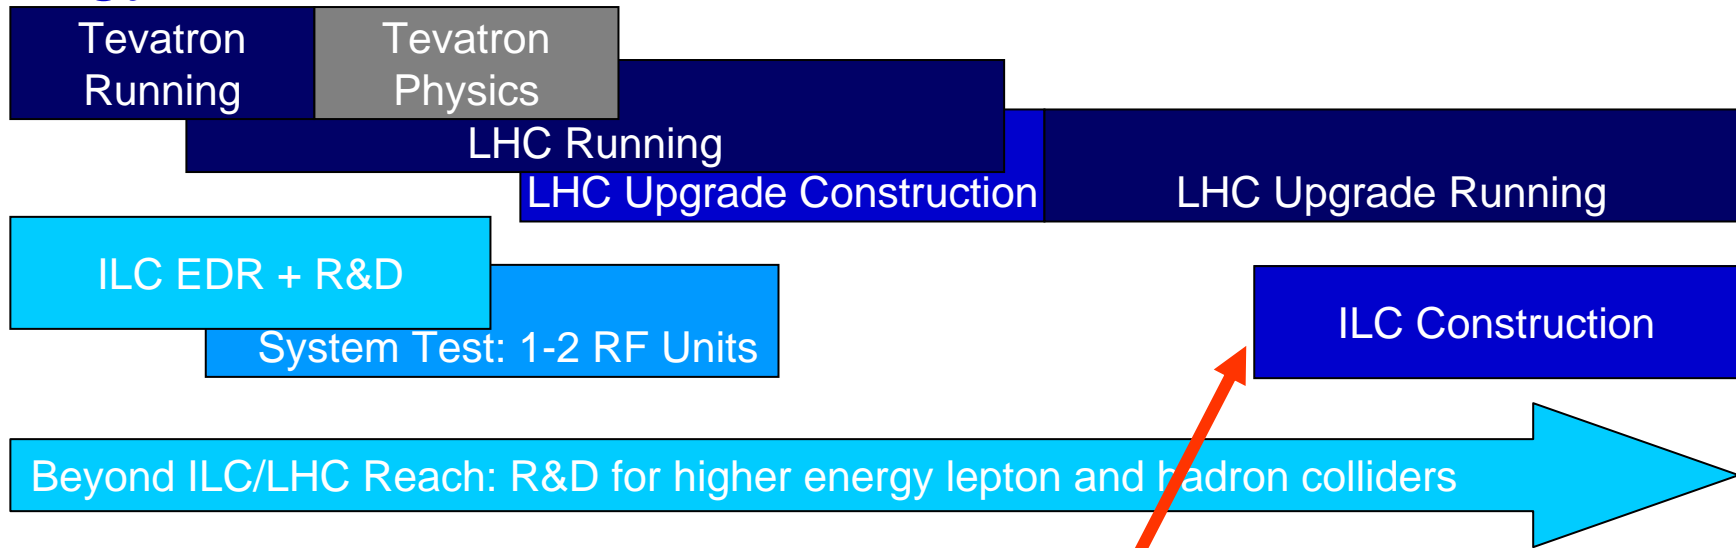 Tevatron
Running
Tevatron
Physics
LHC Running
LHC Upgrade Construction
LHC Upgrade Running
ILC EDR + R&D
System Test: 1-2 RF Units
ILC Construction
Beyond ILC/LHC Reach: R&D for higher energy lepton and hadron colliders